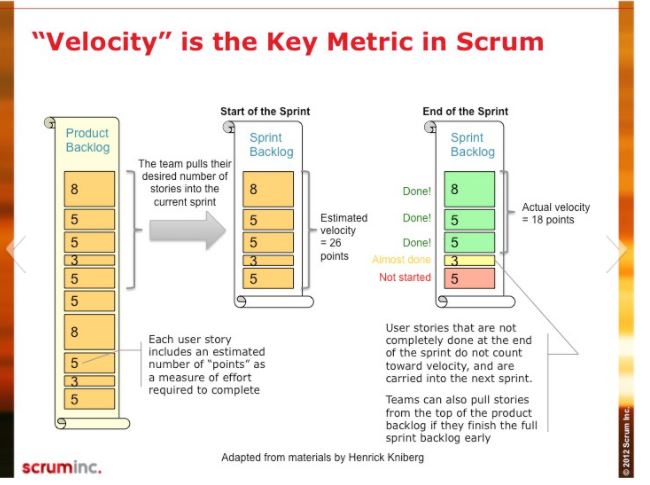 “Velocity” is the Key Metric in Scrum
Product
Backlog
8
5
5
3
5
5
8
5
3
5
The team pulls their
desired number of
stories into the
current sprint
Each user story
includes an estimated
number of “points” as
a measure of effort
required to complete
Start of the Sprint
Sprint
Backlog
8
5
5
3
5
Estimated
velocity
= 26
points
End of the Sprint
Sprint
Backlog
Done! 8
Done! 5
Done! 5
Almost done 3
Not started 5
Actual velocity
= 18 points
User stories that are not
completely done at the end
of the sprint do not count
toward velocity, and are
carried into the next sprint.
Teams can also pull stories
from the top of the product
backlog if they finish the full
sprint backlog early
Adapted from materials by Henrick Kniberg
scruminc.
© 2012 Scrum Inc.